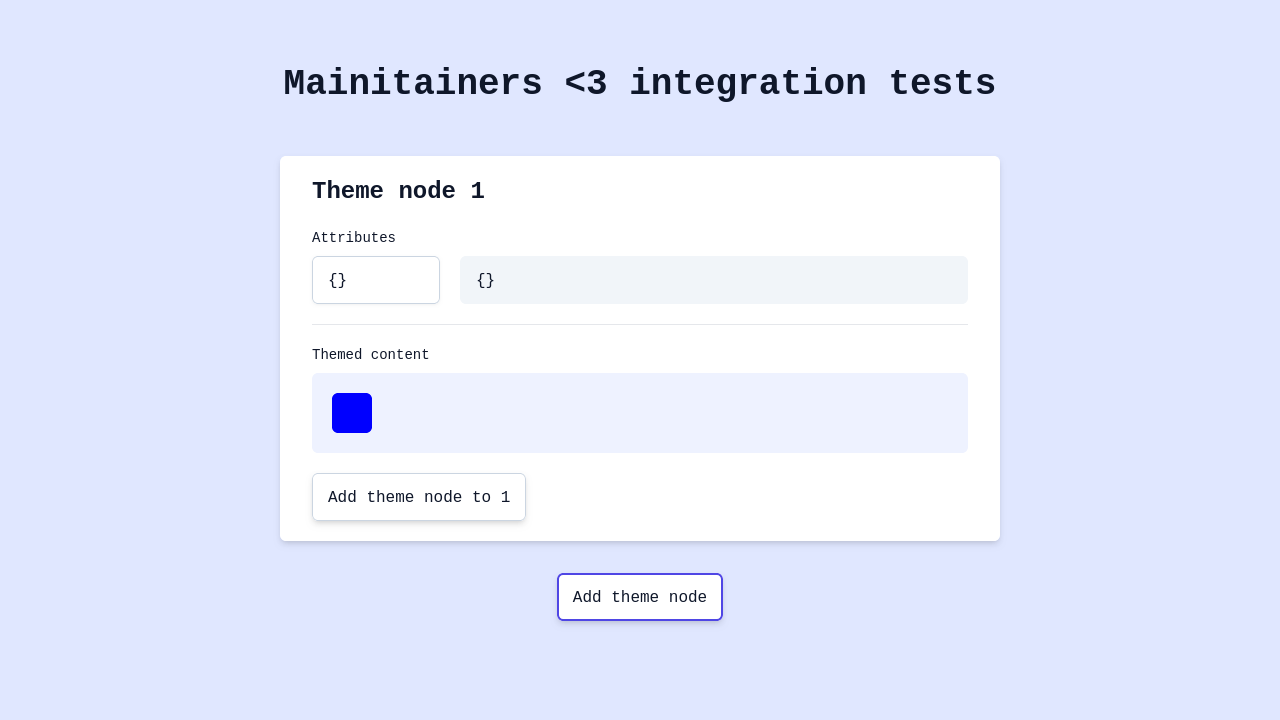 Mainitainers <3 integration tests
Theme node 1
Attributes
{} {}
Themed content
Add theme node to 1
Add theme node